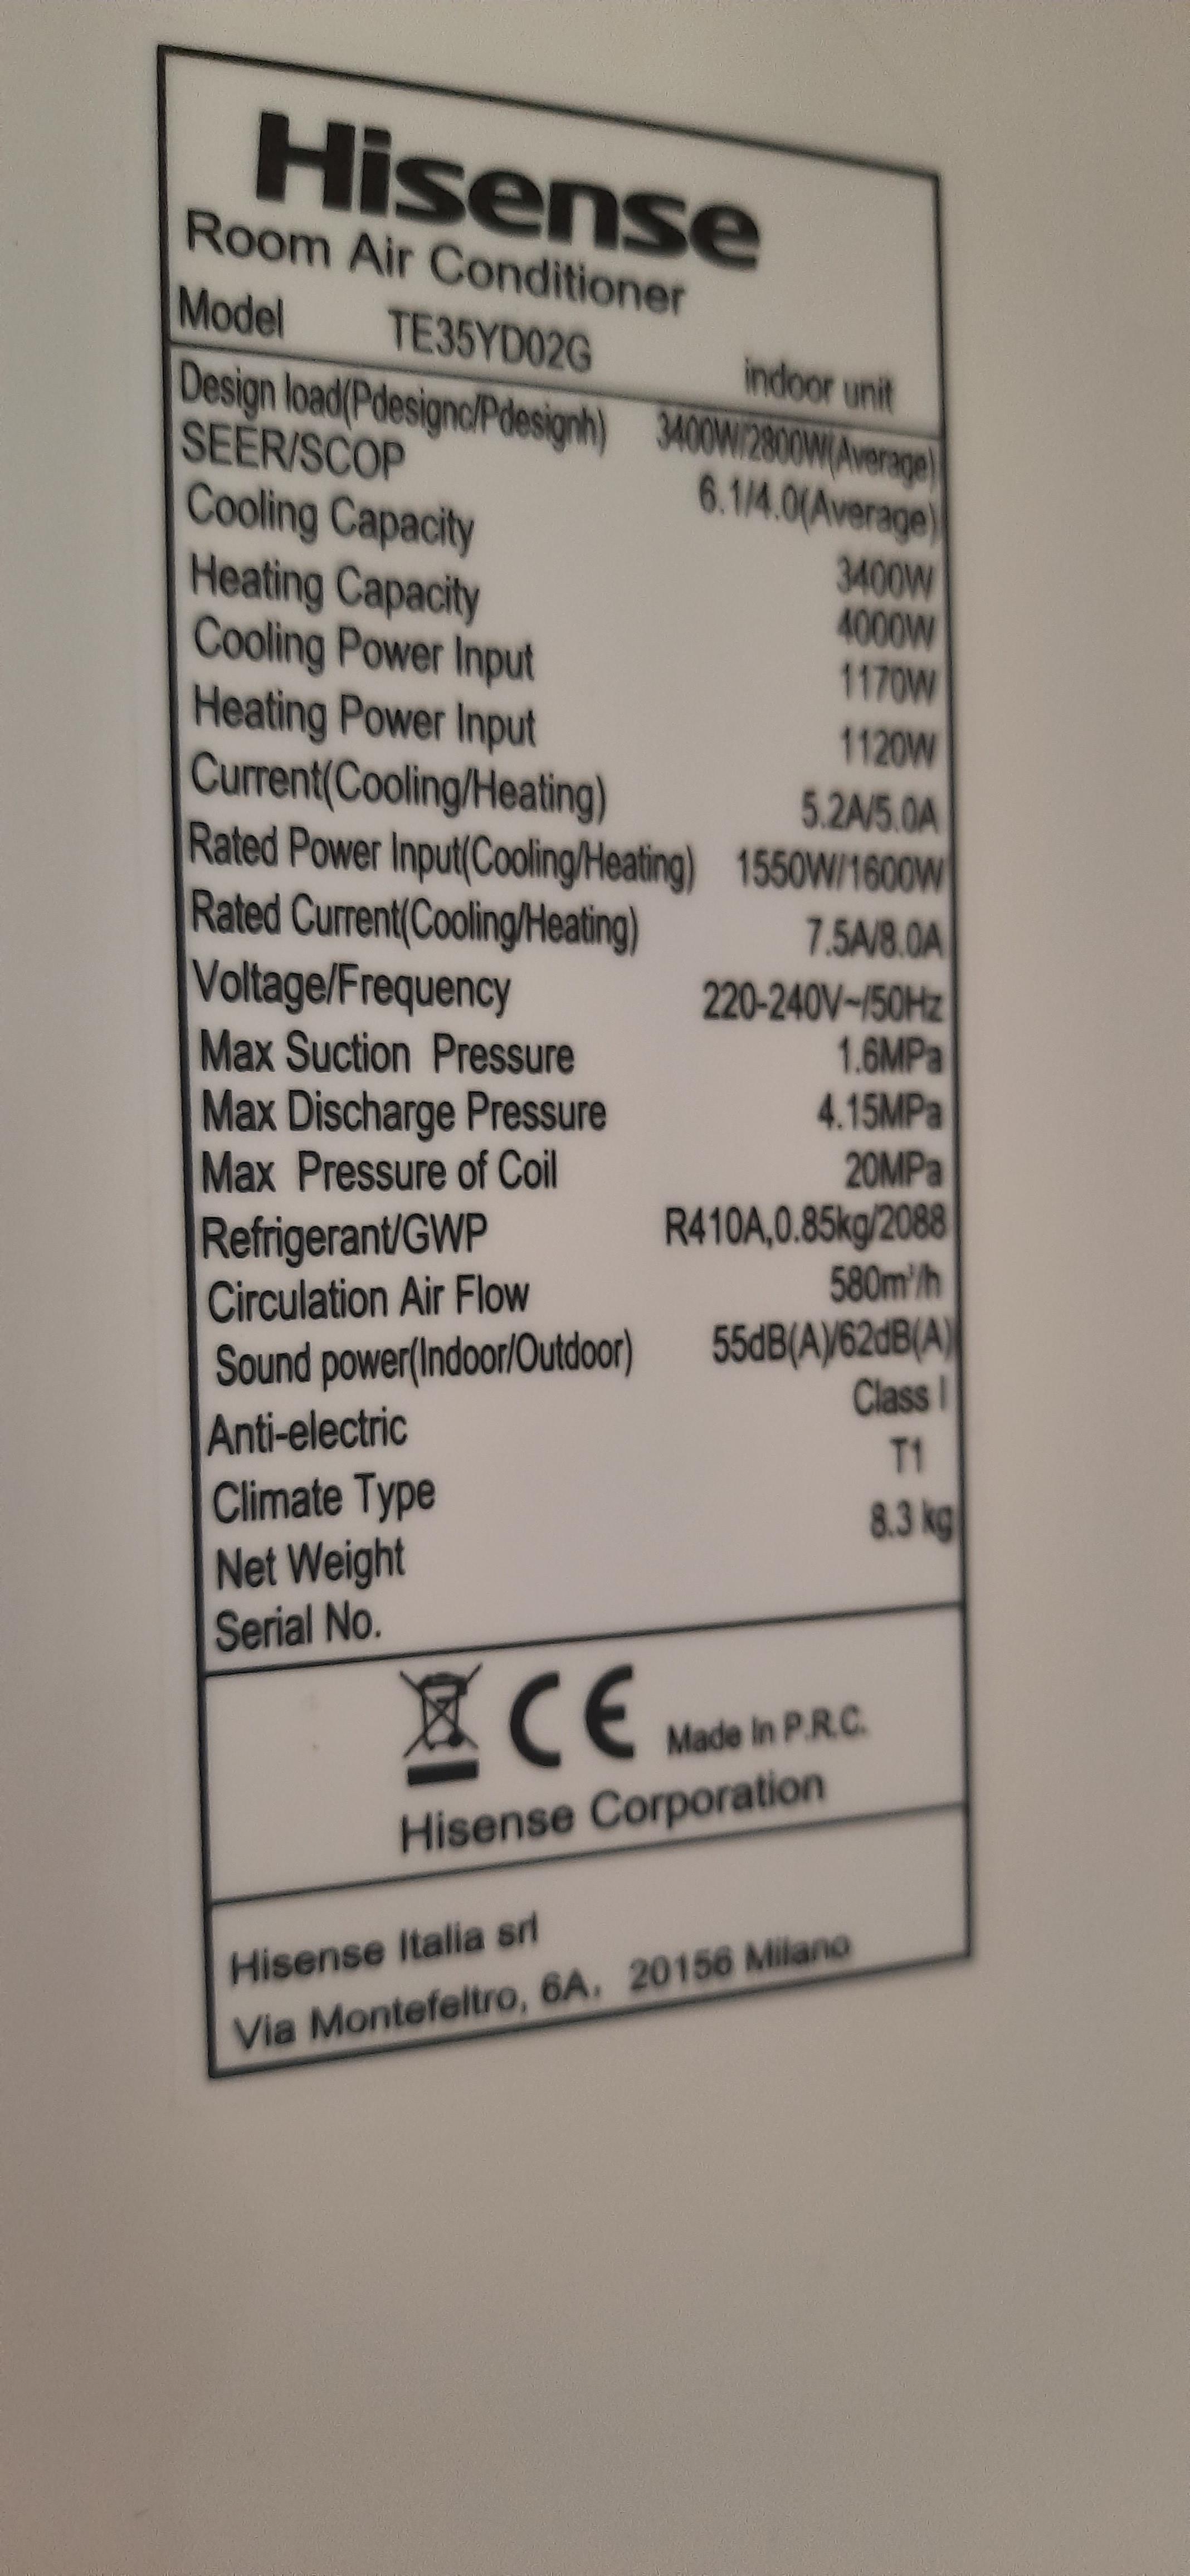 Hisense
Room Air Conditioner
Model TE35YD02G indoor unit
Design load(Pdesignc/Pdesignh) 3400W/2800W(Average)
SEER/SCOP 6.1/4.0(Average)
Cooling Capacity 3400W
Heating Capacity 4000W
Cooling Power Input 1170W
Heating Power Input 1120W
Current(Cooling/Heating) 5.2A/5.0A
Rated Power Input(Cooling/Heating) 1550W/1600W
Rated Current(Cooling/Heating) 7.5A/8.0A
Voltage/Frequency 220-240V~/50Hz
Max Suction Pressure 1.6MPa
Max Discharge Pressure 4.15MPa
Max Pressure of Coil 20MPa
Refrigerant/GWP R410A,0.85kg/2088
Circulation Air Flow 580m³/h
Sound power(Indoor/Outdoor) 55dB(A)/62dB(A)
Anti-electric Class I
Climate Type T1
Net Weight 8.3 kg
Serial No.
CE Made In P.R.C.
Hisense Corporation
Hisense Italia srl
Via Montefeltro, 6A, 20156 Milano